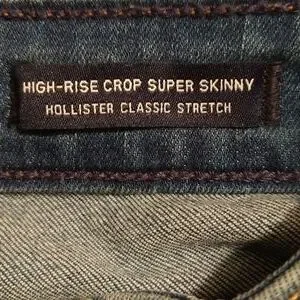 HIGH-RISE CROP SUPER SKINNY
HOLLISTER CLASSIC STRETCH